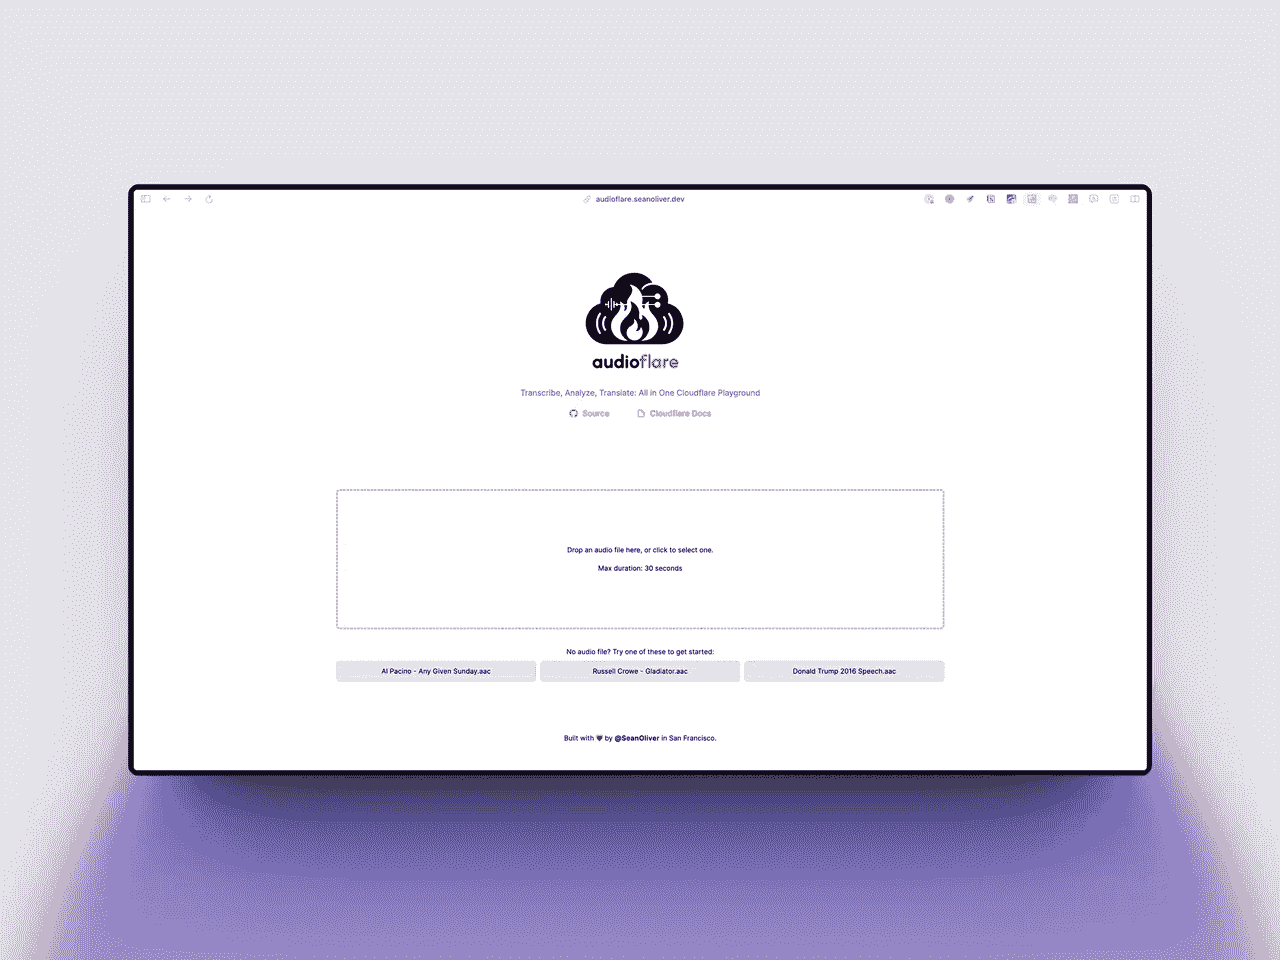 audioflare.seanoliver.dev
audioflare
Transcribe, Analyze, Translate: All in One Cloudflare Playground
Source Cloudflare Docs
Drop an audio file here, or click to select one.
Max duration: 30 seconds
No audio file? Try one of these to get started:
Al Pacino - Any Given Sunday.aac Russell Crowe - Gladiator.aac Donald Trump 2016 Speech.aac
Built with 🖤 by @SeanOliver in San Francisco.